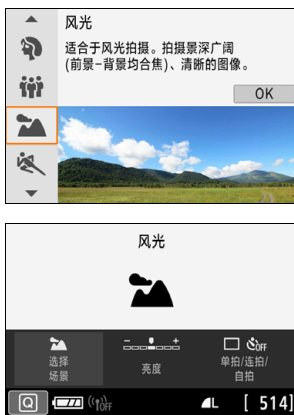 风光
适合于风光拍摄。拍摄景深广阔
(前景-背景均合焦)、清晰的图像。
OK
风光
选择
场景
- +
亮度
OFF
单拍/连拍/
自拍
Q
OFF
L
[ 514]